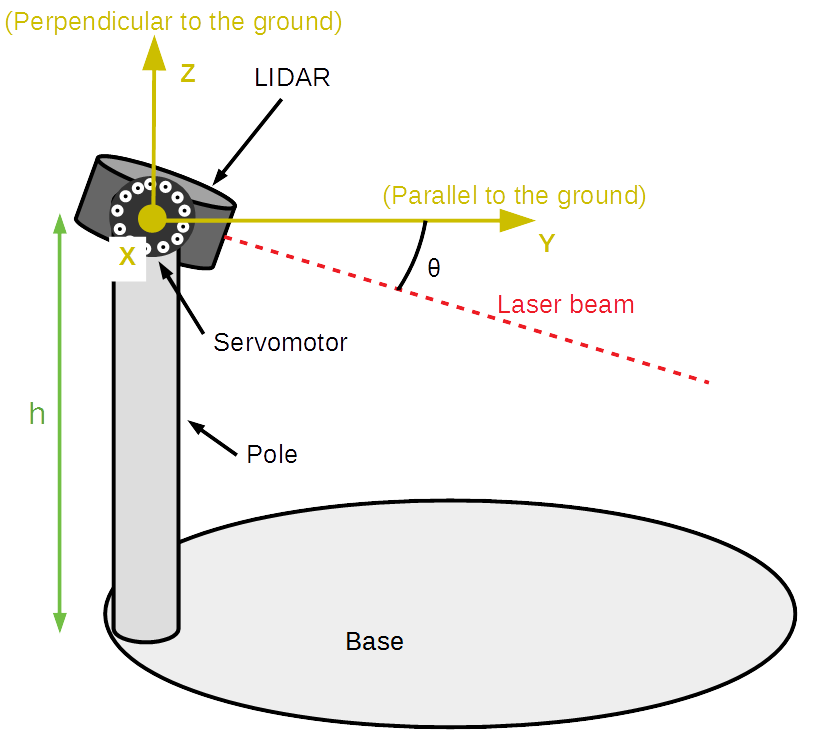 (Perpendicular to the ground)
Z
LIDAR
(Parallel to the ground)
Y
X
θ
Laser beam
Servomotor
h
Pole
Base